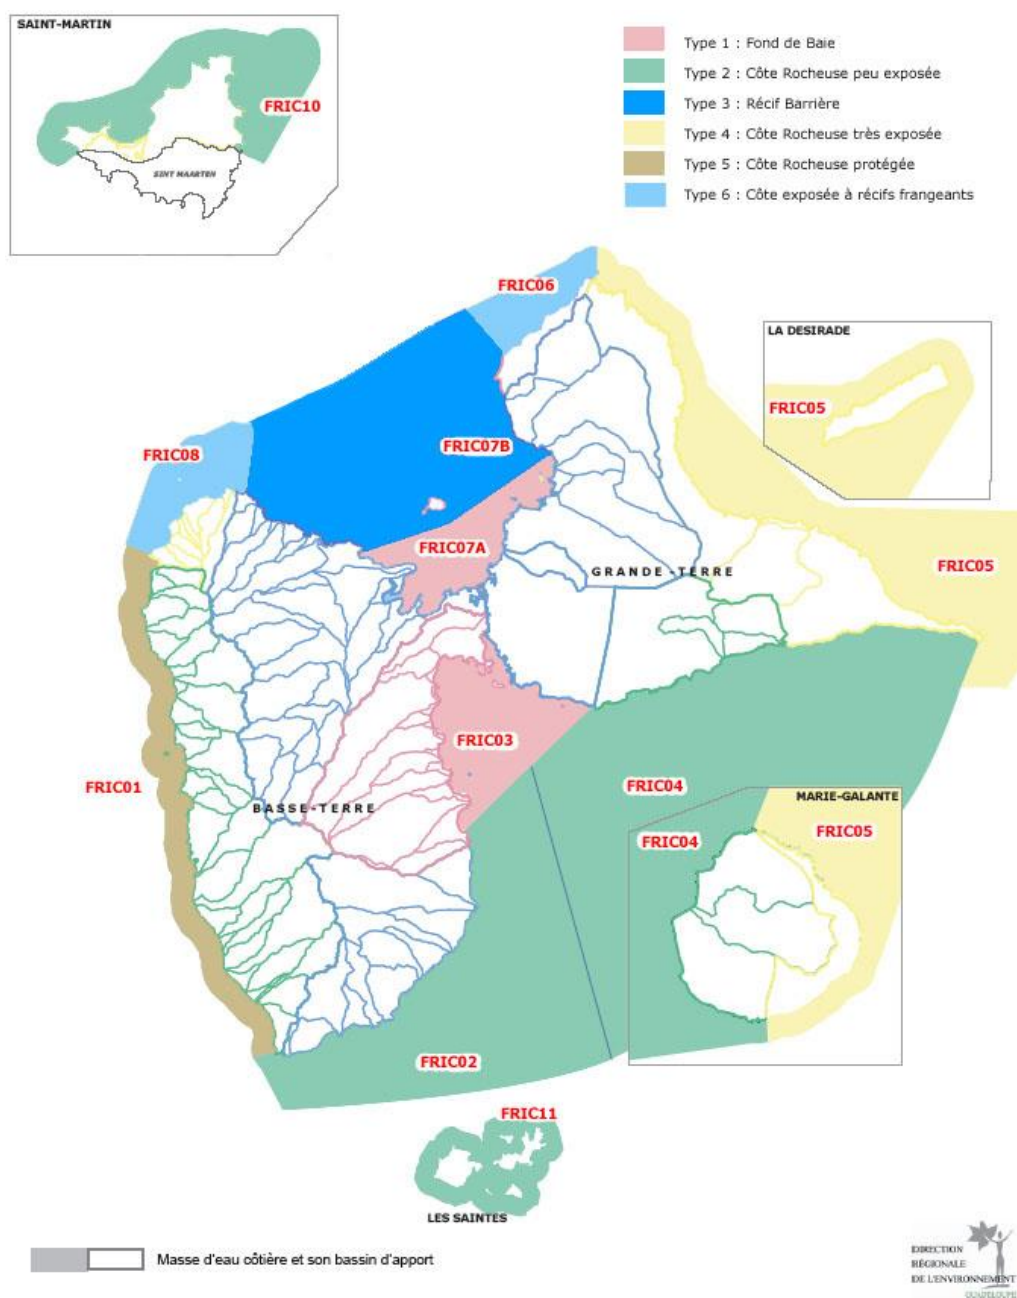 SAINT-MARTIN
FRIC10
SINT MAARTEN
Type 1 : Fond de Baie
Type 2 : Côte Rocheuse peu exposée
Type 3 : Récif Barrière
Type 4 : Côte Rocheuse très exposée
Type 5 : Côte Rocheuse protégée
Type 6 : Côte exposée à récifs frangeants
FRIC06
LA DESIRADE
FRIC05
FRIC07B
FRIC08
FRIC07A
GRANDE-TERRE
FRIC05
FRIC03
FRIC01
BASSE-TERRE
FRIC04
MARIE-GALANTE
FRIC05
FRIC04
FRIC02
FRIC11
LES SAINTES
Masse d'eau côtière et son bassin d'apport
DIRECTION
RÉGIONALE
DE L'ENVIRONNEMENT
GUADELOUPE